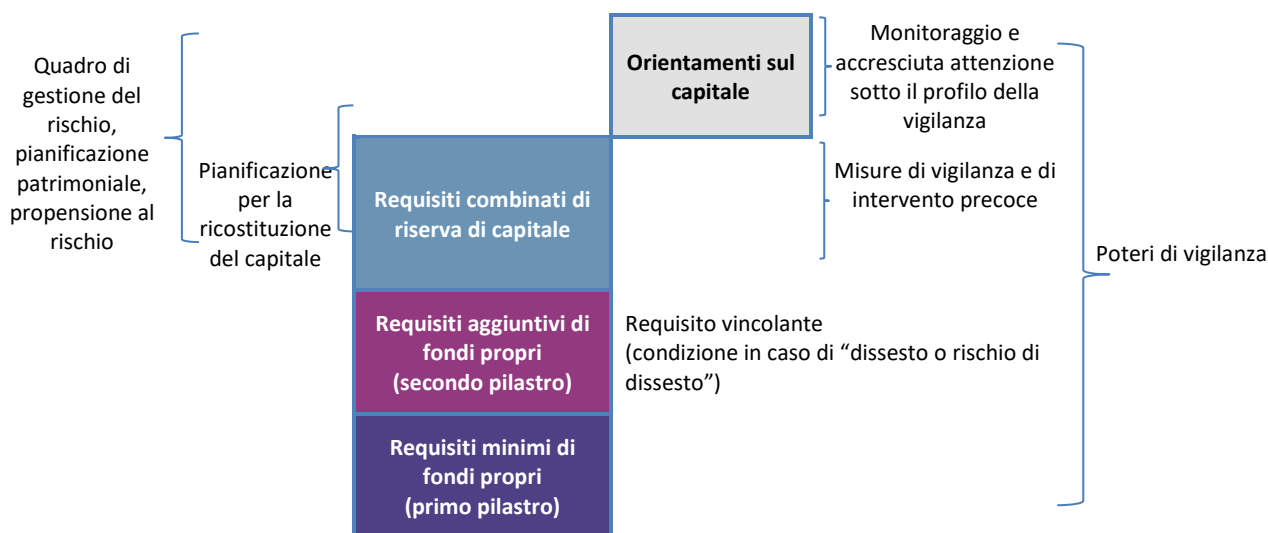 Quadro di
gestione del
rischio,
pianificazione
patrimoniale,
propensione al
rischio
Pianificazione
per la
ricostituzione
del capitale
Orientamenti sul
capitale
Requisiti combinati di
riserva di capitale
Requisiti aggiuntivi di
fondi propri
(secondo pilastro)
Requisiti minimi di
fondi propri
(primo pilastro)
Monitoraggio e
accresciuta attenzione
sotto il profilo della
vigilanza
Misure di vigilanza e di
intervento precoce
Requisito vincolante
(condizione in caso di “dissesto o rischio di
dissesto”)
Poteri di vigilanza